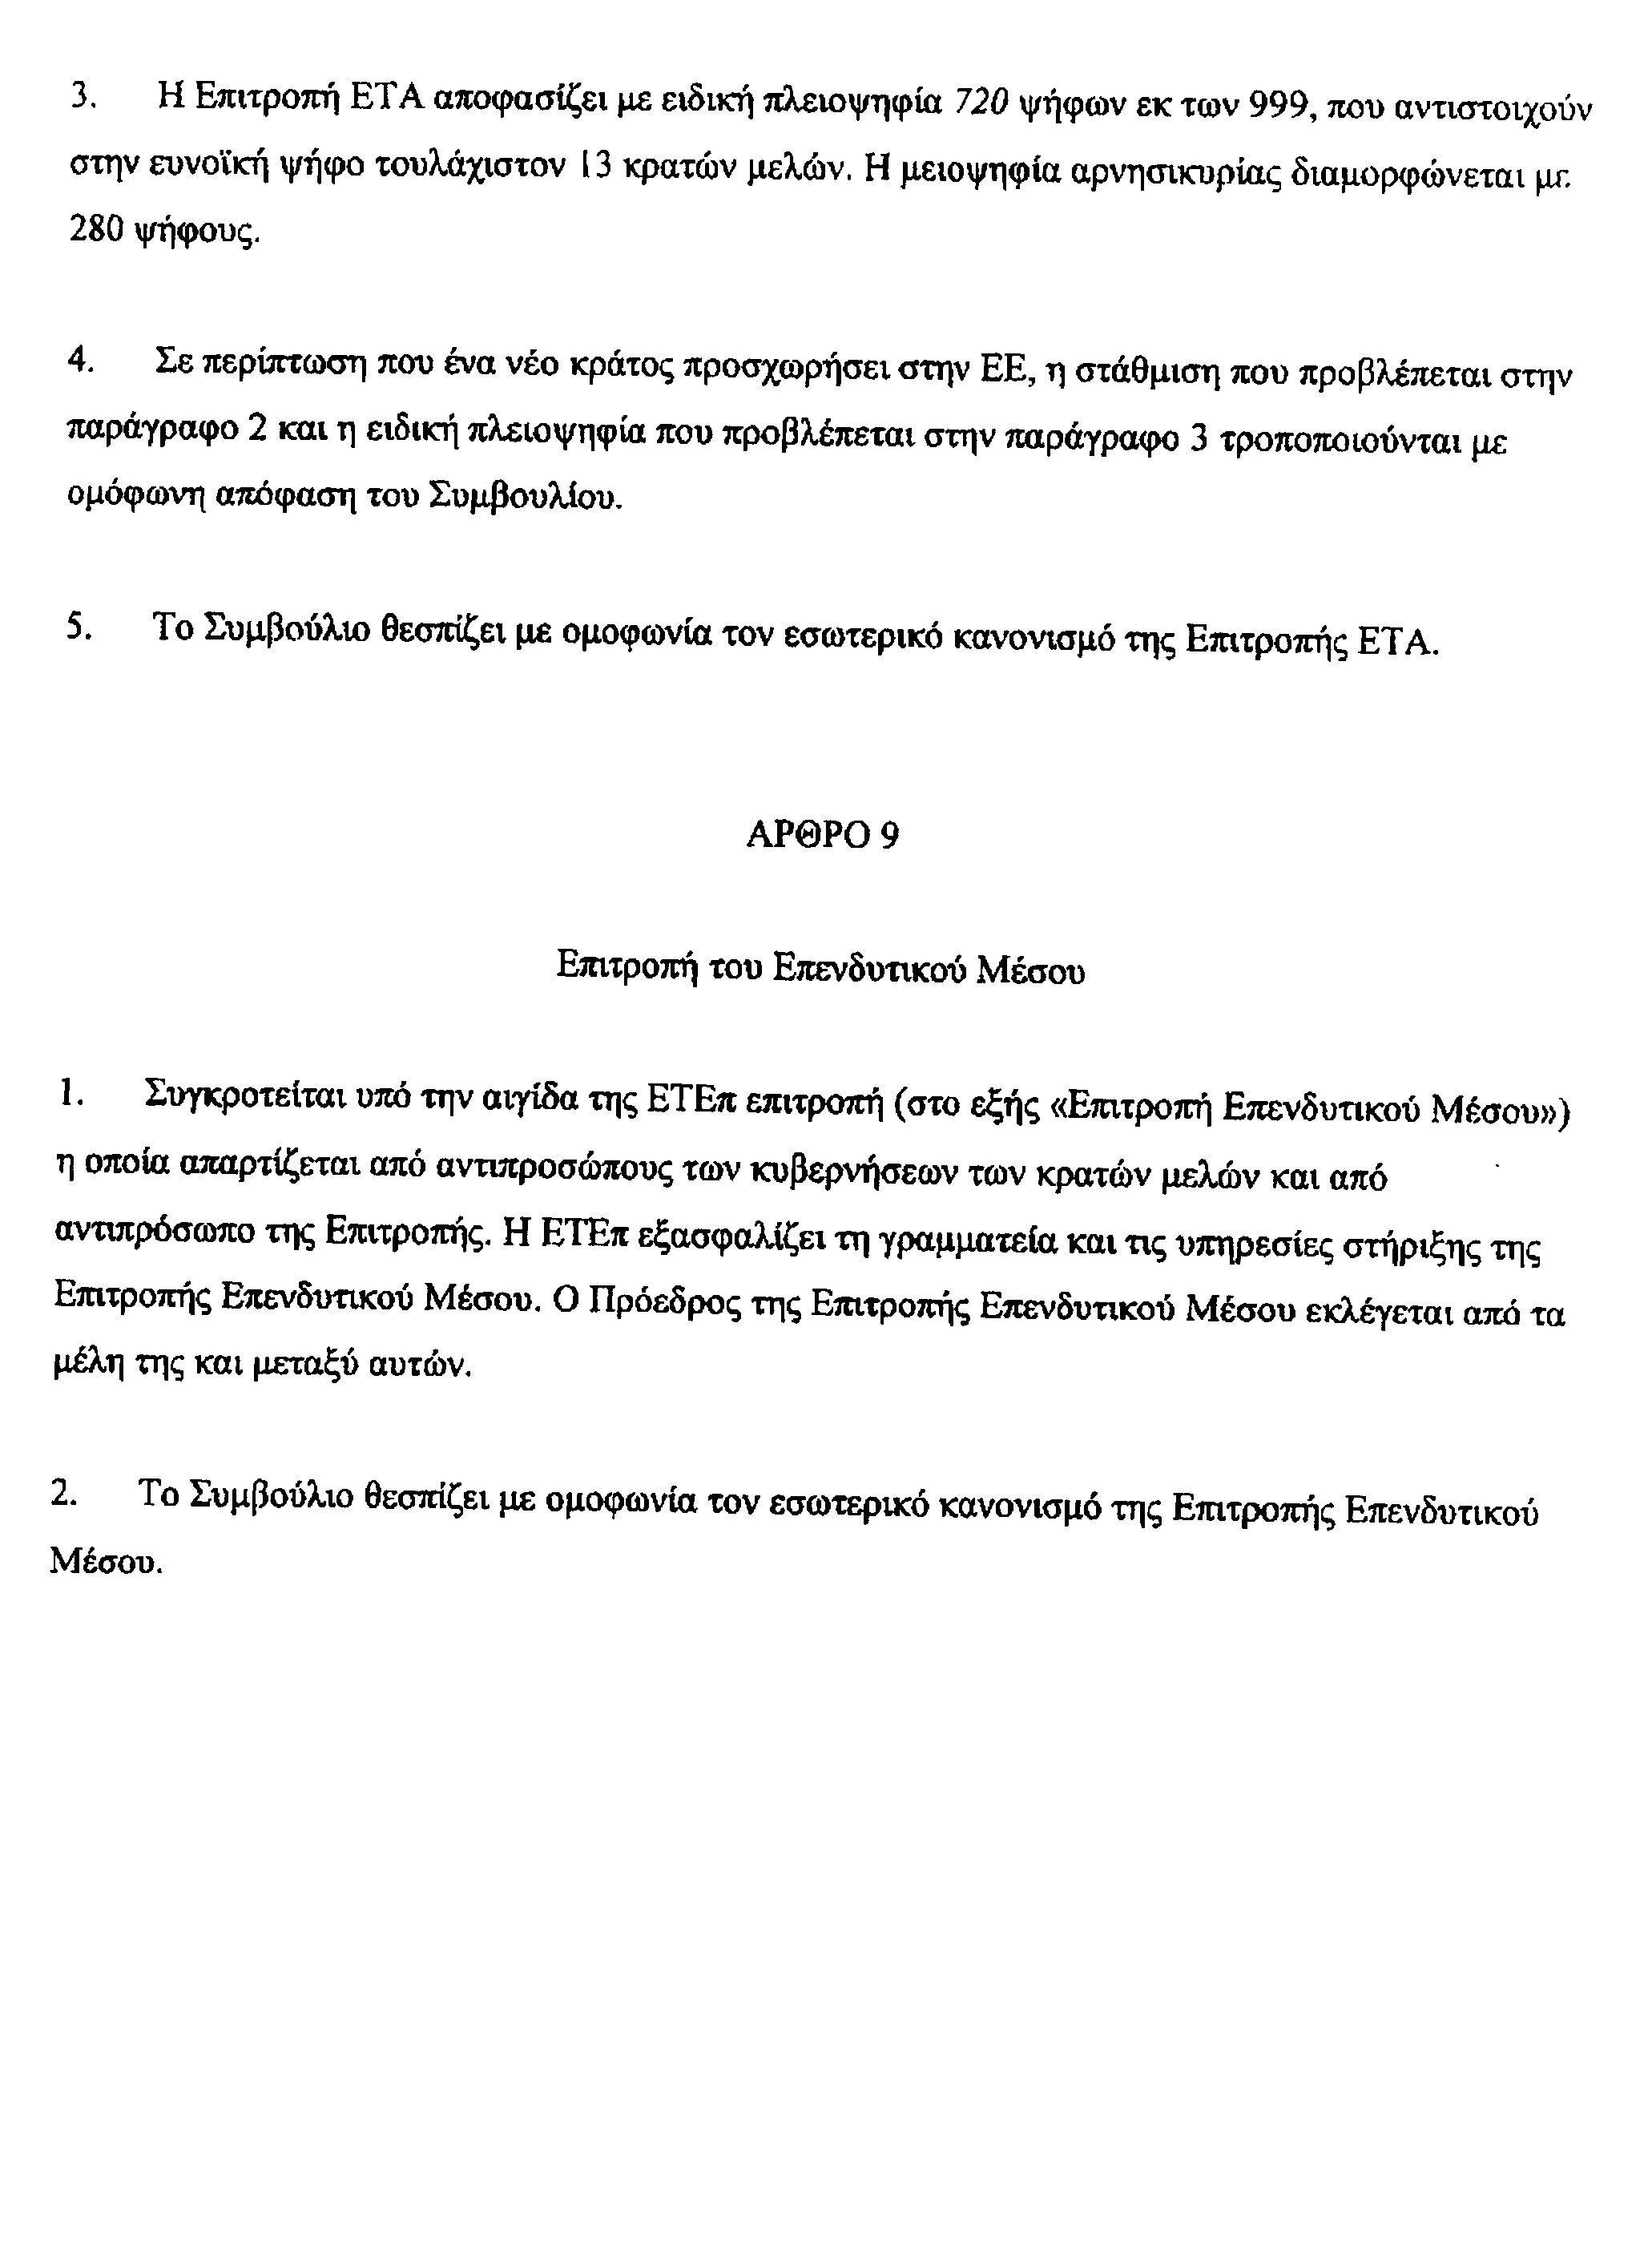 3. Η Επιτροπή ΕΤΑ αποφασίζει με ειδική πλειοψηφία 720 ψήφων εκ των 999, που αντιστοιχούν
στην ευνοϊκή ψήφο τουλάχιστον 13 κρατών μελών. Η μειοψηφία αρνησικυρίας διαμορφώνεται με
280 ψήφους.
4. Σε περίπτωση που ένα νέο κράτος προσχωρήσει στην ΕΕ, η στάθμιση που προβλέπεται στην
παράγραφο 2 και η ειδική πλειοψηφία που προβλέπεται στην παράγραφο 3 τροποποιούνται με
ομόφωνη απόφαση του Συμβουλίου.
5. Το Συμβούλιο θεσπίζει με ομοφωνία τον εσωτερικό κανονισμό της Επιτροπής ΕΤΑ.
ΑΡΘΡΟ 9
Επιτροπή του Επενδυτικού Μέσου
1. Συγκροτείται υπό την αιγίδα της ΕΤΕπ επιτροπή (στο εξής «Επιτροπή Επενδυτικού Μέσου»)
η οποία απαρτίζεται από αντιπροσώπους των κυβερνήσεων των κρατών μελών και από
αντιπρόσωπο της Επιτροπής. Η ΕΤΕπ εξασφαλίζει τη γραμματεία και τις υπηρεσίες στήριξης της
Επιτροπής Επενδυτικού Μέσου. Ο Πρόεδρος της Επιτροπής Επενδυτικού Μέσου εκλέγεται από τα
μέλη της και μεταξύ αυτών.
2. Το Συμβούλιο θεσπίζει με ομοφωνία τον εσωτερικό κανονισμό της Επιτροπής Επενδυτικού
Μέσου.